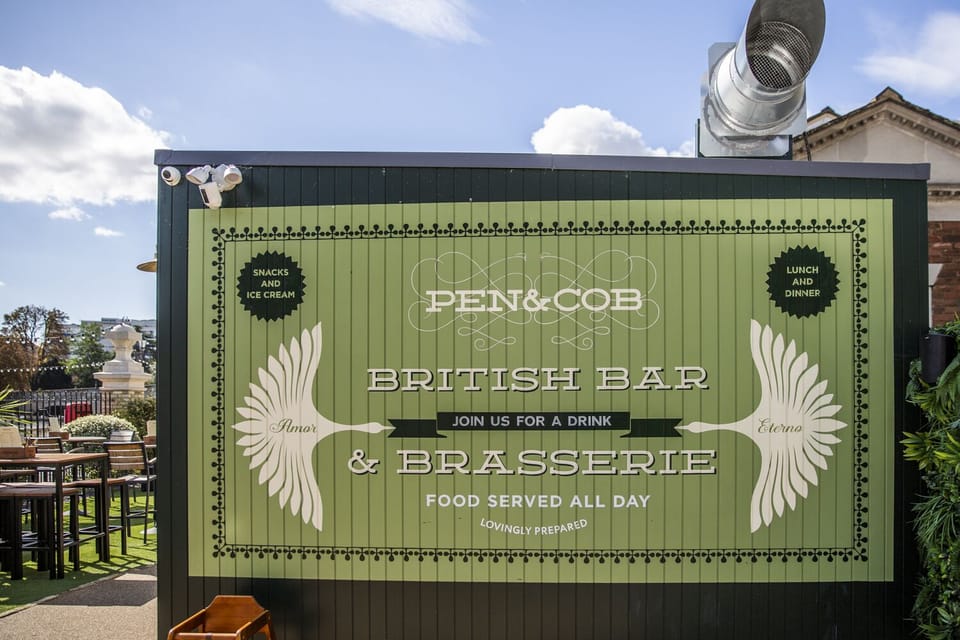 SNACKS
AND
ICE CREAM
LUNCH
AND
DINNER
PEN&COB
BRITISH BAR
JOIN US FOR A DRINK
Amor
Eterno
& BRASSERIE
FOOD SERVED ALL DAY
LOVINGLY PREPARED